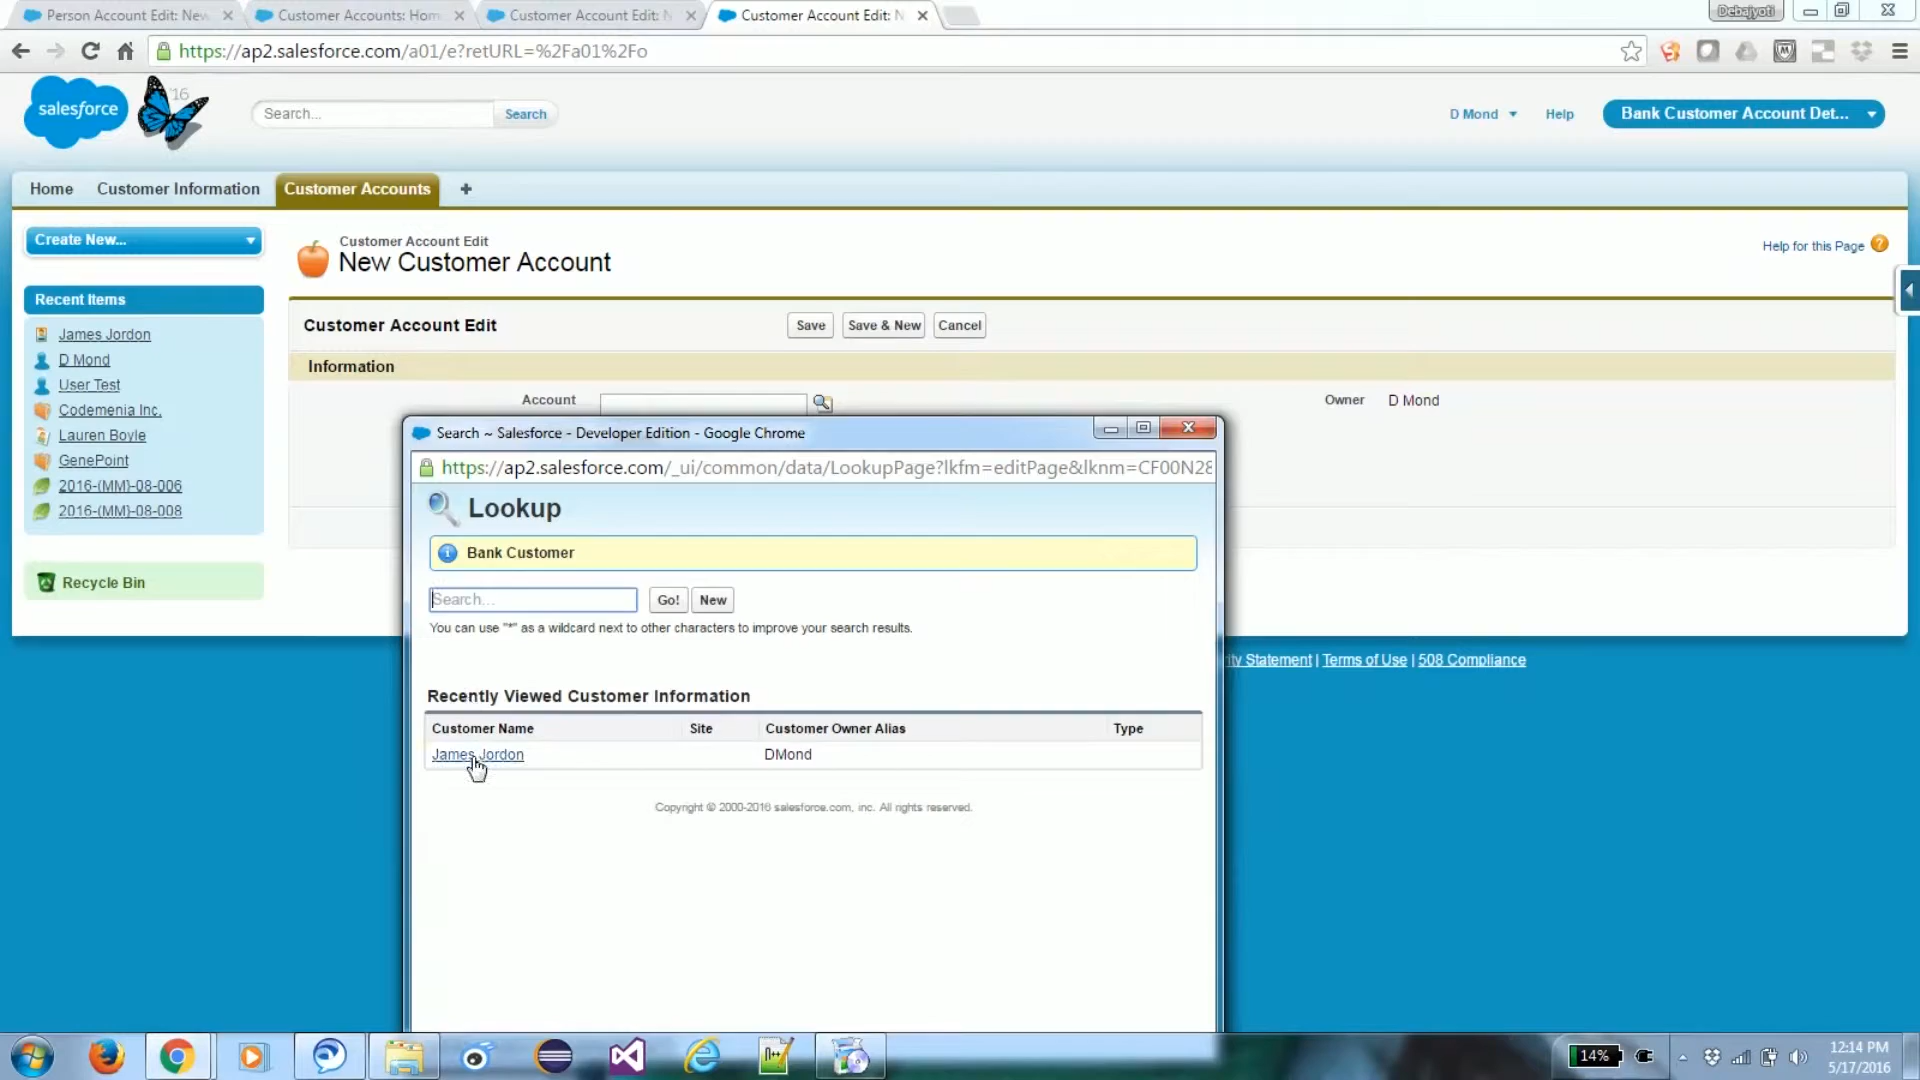 Person Account Edit: New
Customer Accounts: Hom
Customer Account Edit: N
Customer Account Edit: N
Debajyoti
https://ap2.salesforce.com/a01/e?retURL=%2Fa01%2Fo
salesforce
'16
Search...
Search
D Mond
Help
Bank Customer Account Det...
Home
Customer Information
Customer Accounts
Create New...
Customer Account Edit
New Customer Account
Help for this Page
Recent Items
James Jordon
D Mond
User Test
Codemenia Inc.
Lauren Boyle
GenePoint
2016-(MM)-08-006
2016-(MM)-08-008
Recycle Bin
Customer Account Edit
Save
Save & New
Cancel
Information
Account
Owner
D Mond
Search ~ Salesforce - Developer Edition - Google Chrome
https://ap2.salesforce.com/_ui/common/data/LookupPage?lkfm=editPage&lknm=CF00N28
Lookup
Bank Customer
Search...
Go!
New
You can use "*" as a wildcard next to other characters to improve your search results.
Recently Viewed Customer Information
Customer Name
Site
Customer Owner Alias
Type
James Jordon
DMond
Copyright © 2000-2016 salesforce.com, inc. All rights reserved.
Statement | Terms of Use | 508 Compliance
14%
12:14 PM
5/17/2016